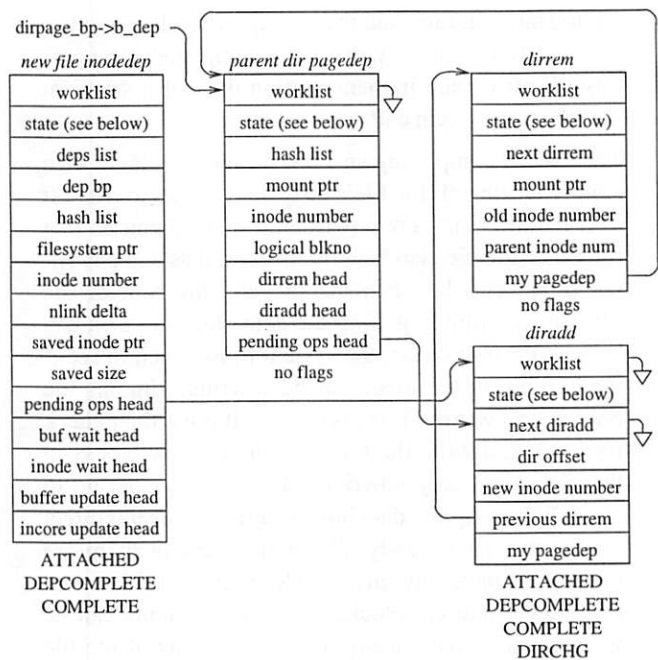 dirpage_bp->b_dep
new file inodedep
worklist
state (see below)
deps list
dep bp
hash list
filesystem ptr
inode number
nlink delta
saved inode ptr
saved size
pending ops head
buf wait head
inode wait head
buffer update head
incore update head
ATTACHED
DEPCOMPLETE
COMPLETE
parent dir pagedep
worklist
state (see below)
hash list
mount ptr
inode number
logical blkno
dirrem head
diradd head
pending ops head
no flags
dirrem
worklist
state (see below)
next dirrem
mount ptr
old inode number
parent inode num
my pagedep
no flags
diradd
worklist
state (see below)
next diradd
dir offset
new inode number
previous dirrem
my pagedep
ATTACHED
DEPCOMPLETE
COMPLETE
DIRCHG